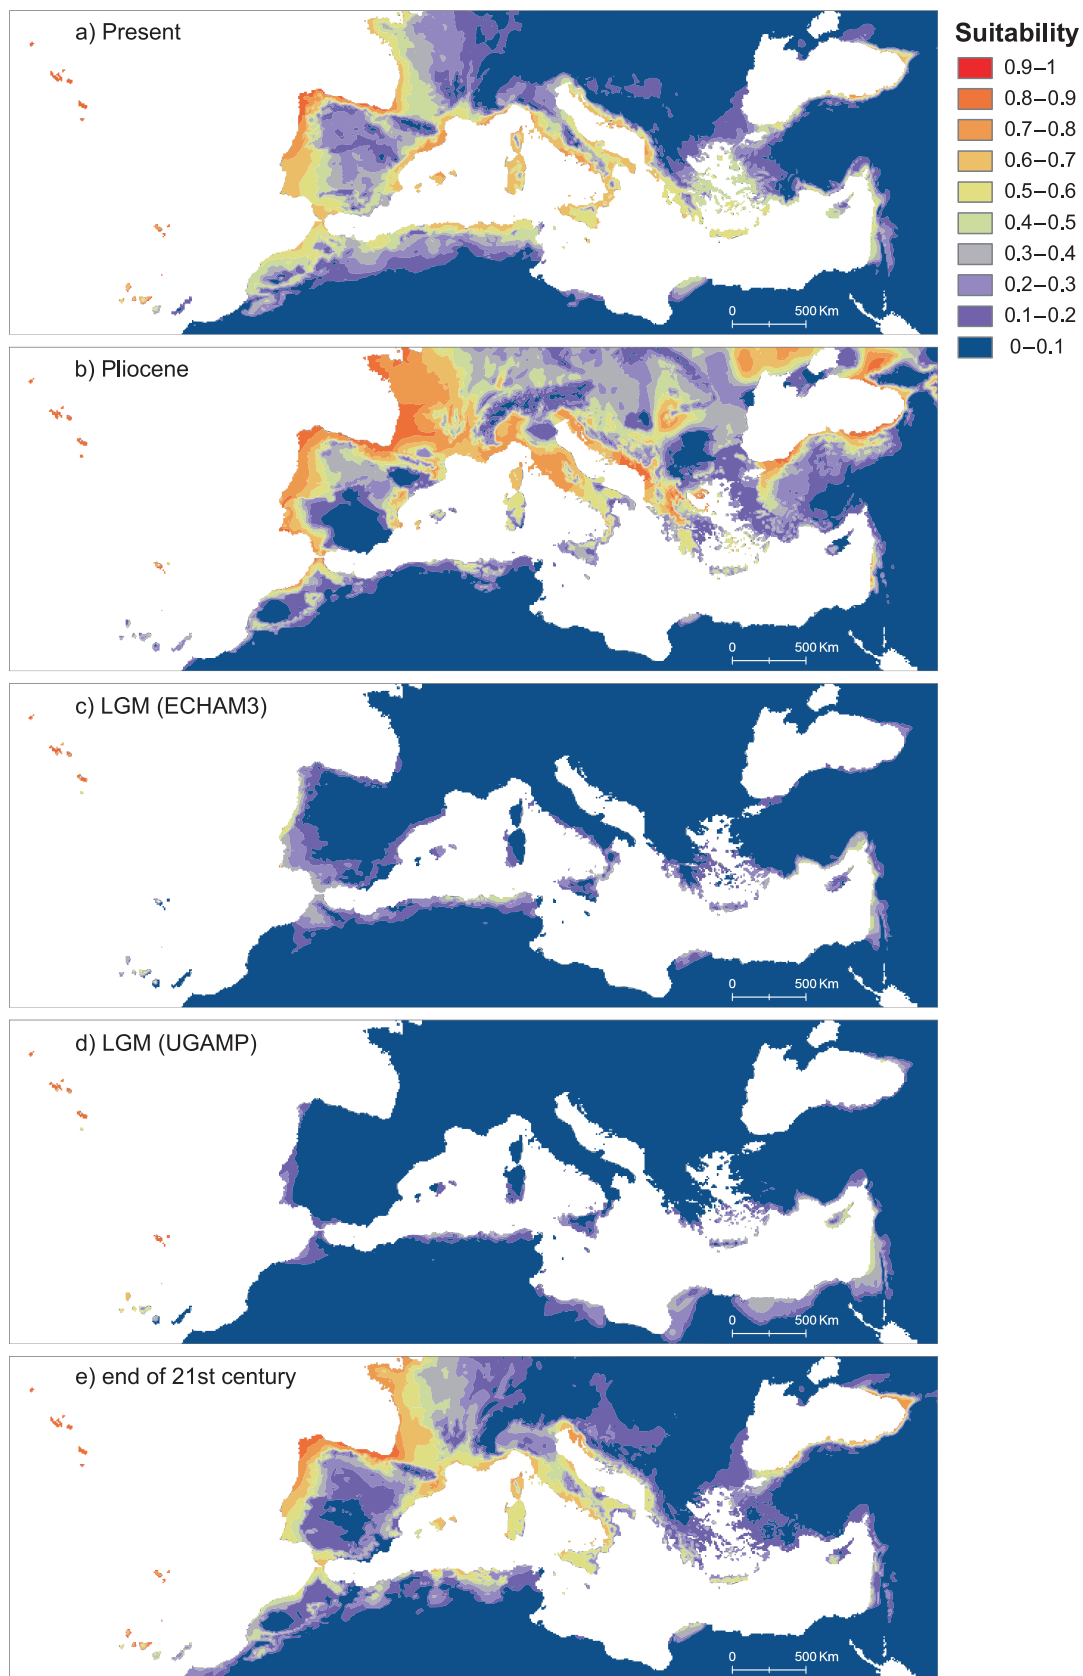 a) Present
Suitability
0.9–1
0.8–0.9
0.7–0.8
0.6–0.7
0.5–0.6
0.4–0.5
0.3–0.4
0.2–0.3
0.1–0.2
0–0.1
0 500 Km
b) Pliocene
0 500 Km
c) LGM (ECHAM3)
0 500 Km
d) LGM (UGAMP)
0 500 Km
e) end of 21st century
0 500 Km